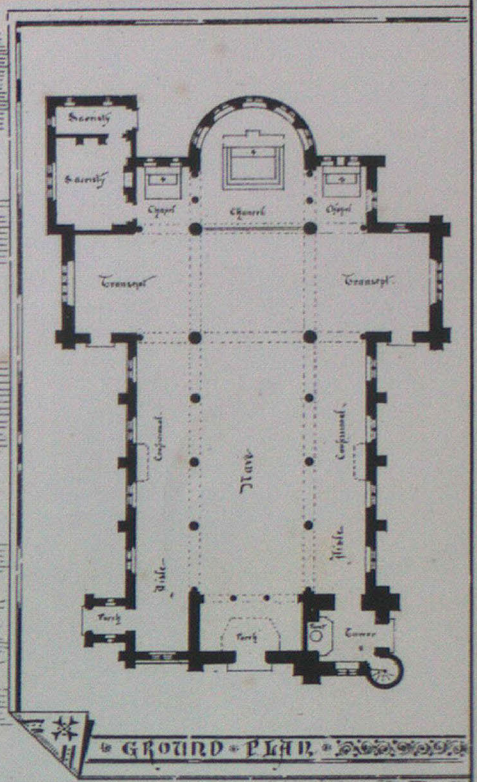 Sacristy
Sacristy
Chapel
Chancel
Chapel
Transept
Transept
Confessional
Confessional
Nave
Aisle
Aisle
Porch
Porch
Tower
GROUND PLAN